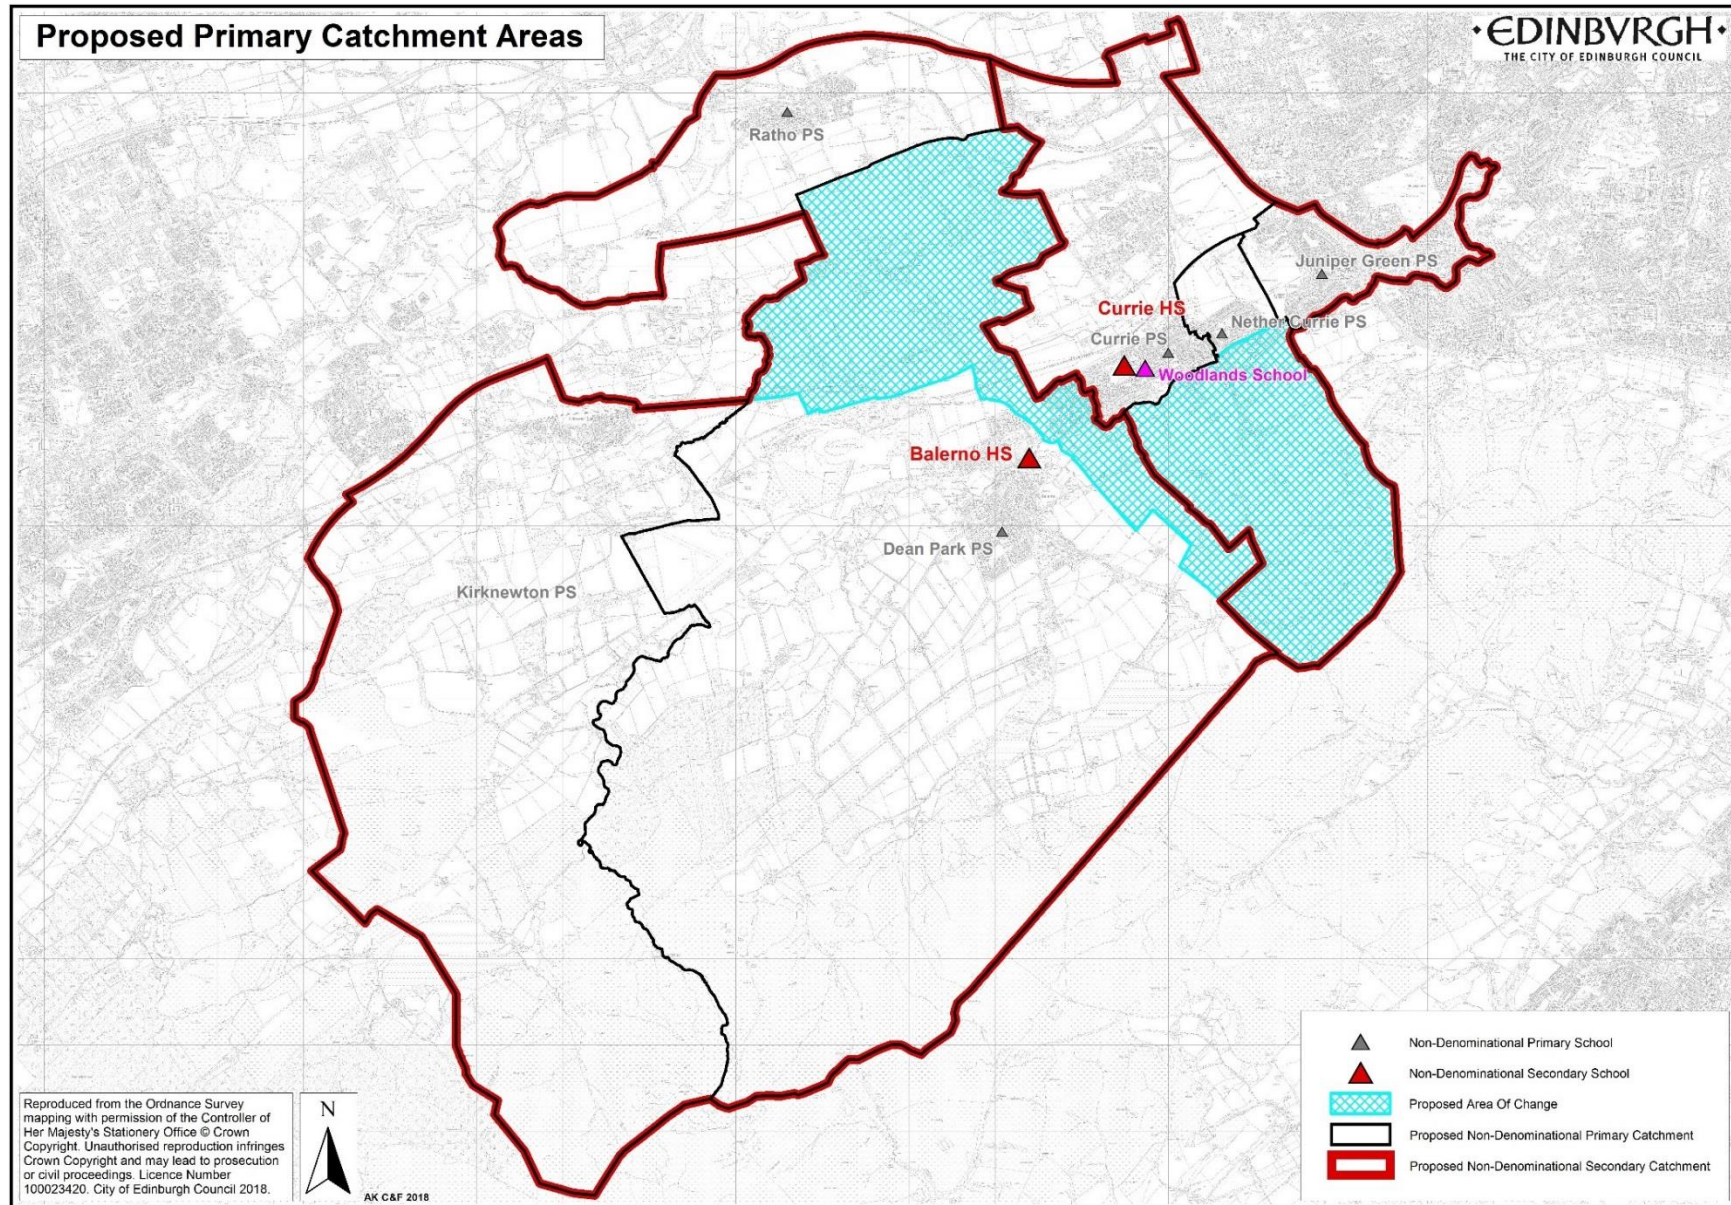 Proposed Primary Catchment Areas
·EDINBVRGH·
THE CITY OF EDINBURGH COUNCIL
Ratho PS
Juniper Green PS
Currie HS
Nether Currie PS
Currie PS
Woodlands School
Balerno HS
Dean Park PS
Kirknewton PS
Non-Denominational Primary School
Non-Denominational Secondary School
Proposed Area Of Change
Proposed Non-Denominational Primary Catchment
Proposed Non-Denominational Secondary Catchment
Reproduced from the Ordnance Survey
mapping with permission of the Controller of
Her Majesty's Stationery Office © Crown
Copyright. Unauthorised reproduction infringes
Crown Copyright and may lead to prosecution
or civil proceedings. Licence Number
100023420. City of Edinburgh Council 2018.
N
AK C&F 2018